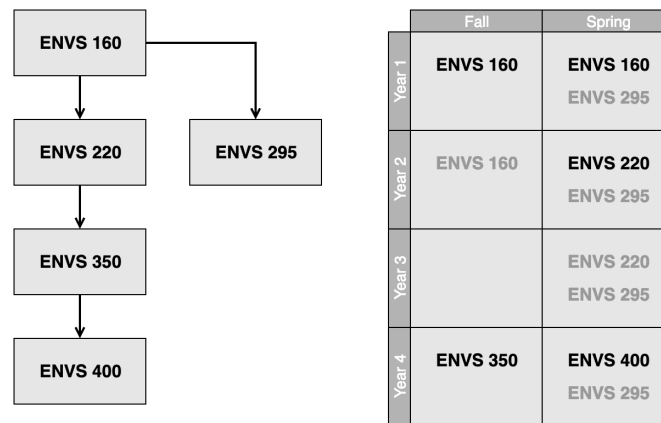 ENVS 160
ENVS 220
ENVS 295
ENVS 350
ENVS 400
Fall
Spring
Year 1
ENVS 160
ENVS 160
ENVS 295
Year 2
ENVS 160
ENVS 220
ENVS 295
Year 3
ENVS 220
ENVS 295
Year 4
ENVS 350
ENVS 400
ENVS 295